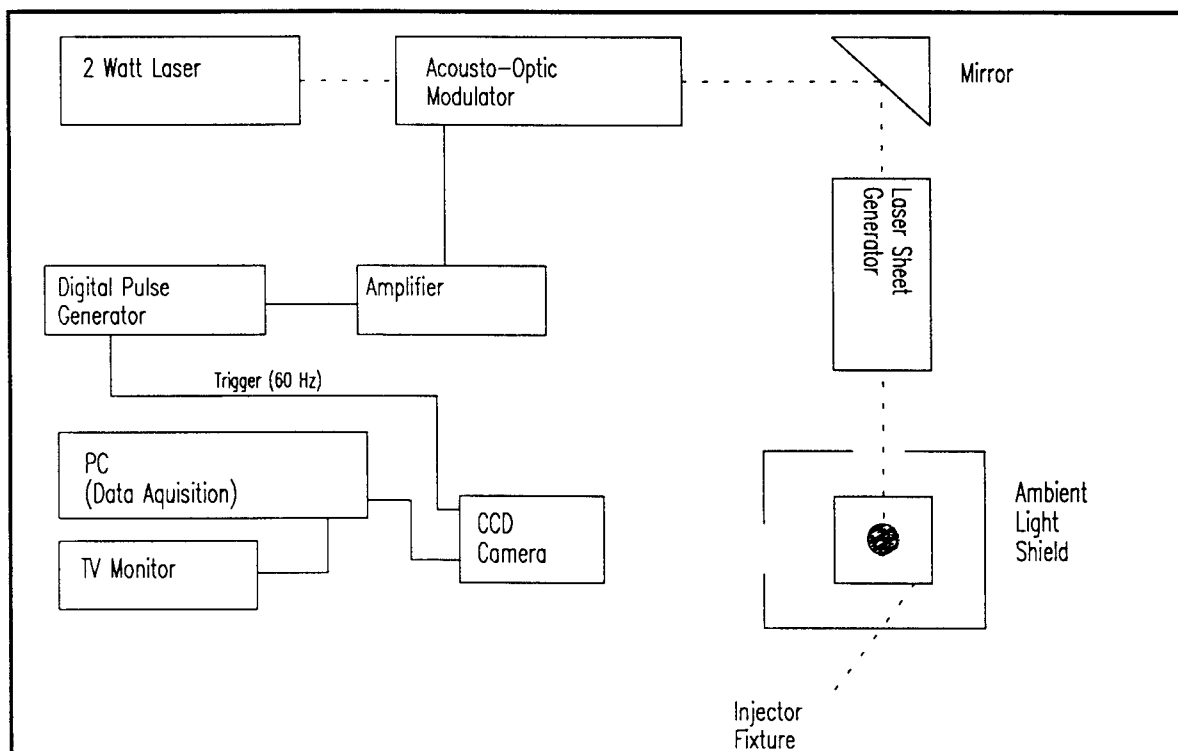 2 Watt Laser
Acousto-Optic
Modulator
Mirror
Laser Sheet
Generator
Digital Pulse
Generator
Amplifier
Trigger (60 Hz)
PC
(Data Aquisition)
CCD
Camera
TV Monitor
Ambient
Light
Shield
Injector
Fixture